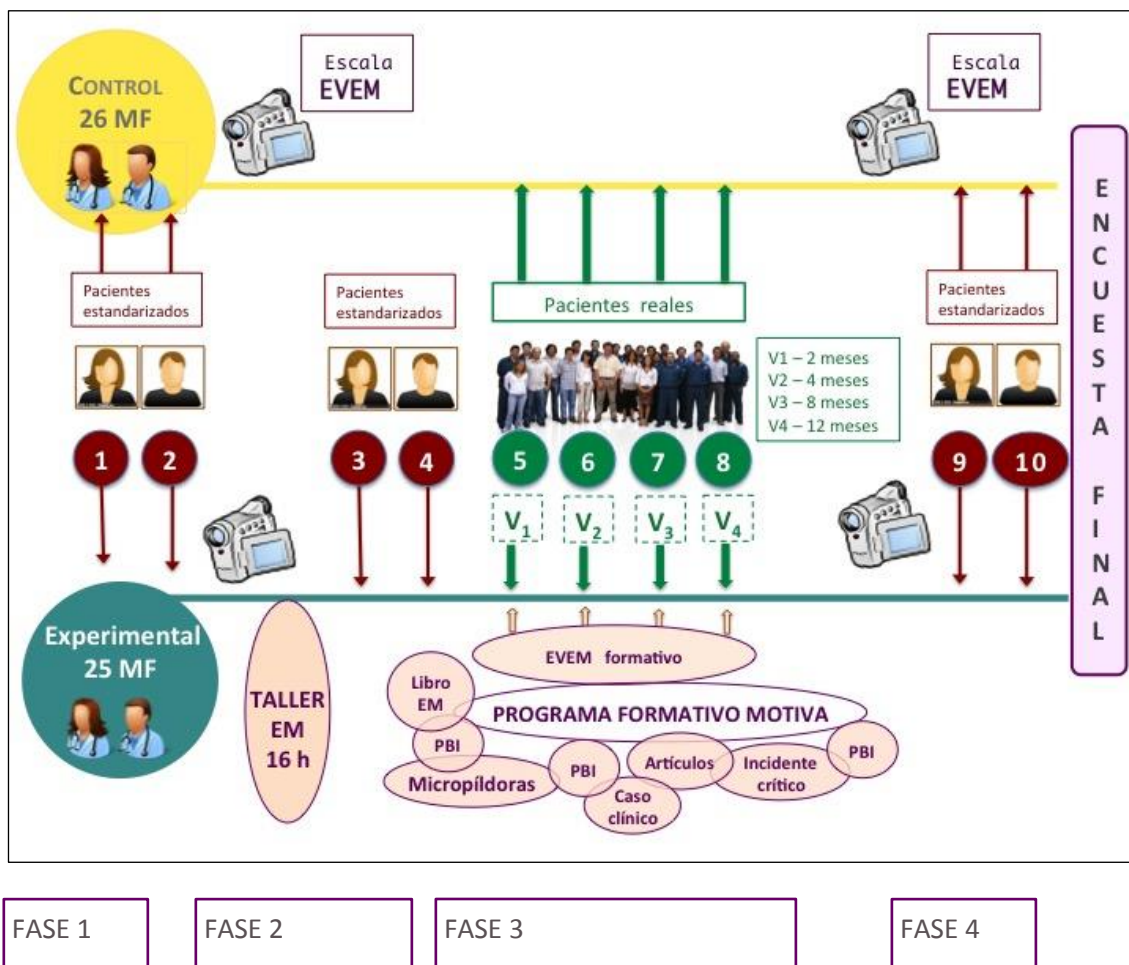 CONTROL
26 MF
Escala
EVEM
Escala
EVEM
Pacientes
estandarizados
Pacientes
estandarizados
Pacientes reales
Pacientes
estandarizados
V1 – 2 meses
V2 – 4 meses
V3 – 8 meses
V4 – 12 meses
1
2
3
4
5
6
7
8
9
10
V1
V2
V3
V4
ENCUESTA FINAL
Experimental
25 MF
TALLER
EM
16 h
EVEM formativo
Libro
EM
PROGRAMA FORMATIVO MOTIVA
PBI
Micropíldoras
PBI
Caso
clínico
Artículos
Incidente
crítico
PBI
FASE 1
FASE 2
FASE 3
FASE 4